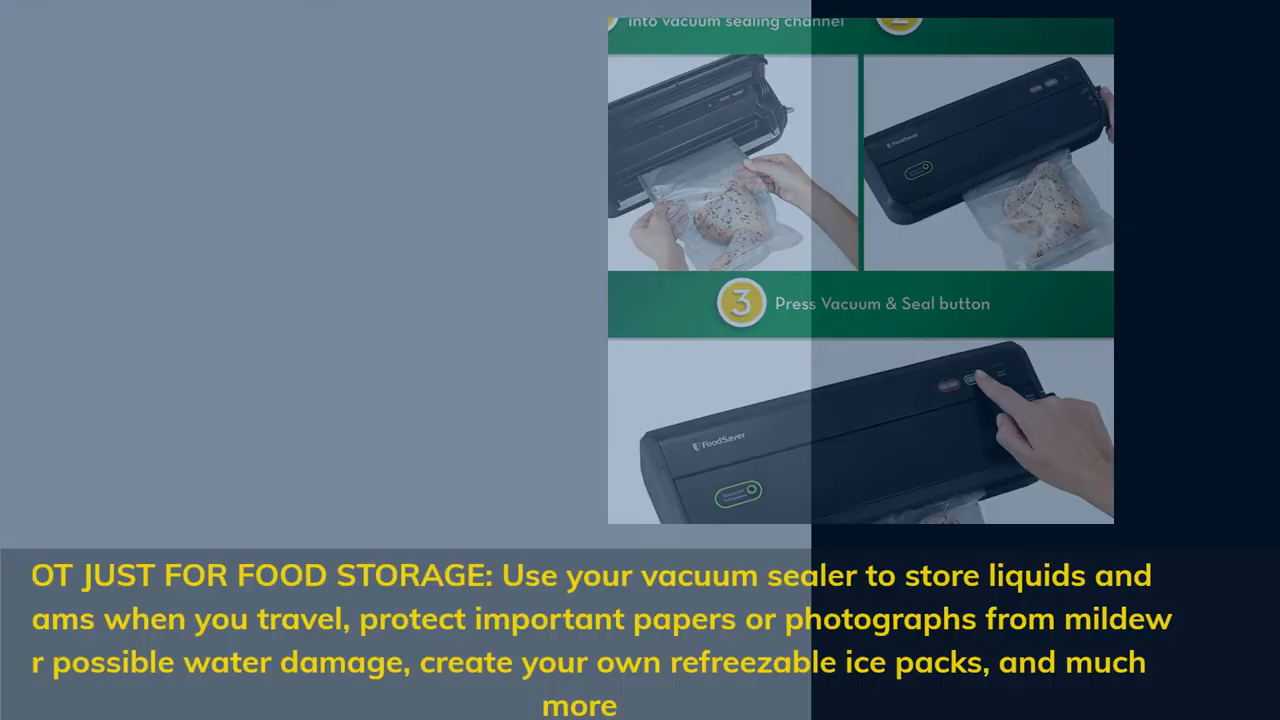 into vacuum sealing channel
2
FoodSaver
3
Press Vacuum & Seal button
FoodSaver
OT JUST FOR FOOD STORAGE: Use your vacuum sealer to store liquids and
ams when you travel, protect important papers or photographs from mildew
r possible water damage, create your own refreezable ice packs, and much
more